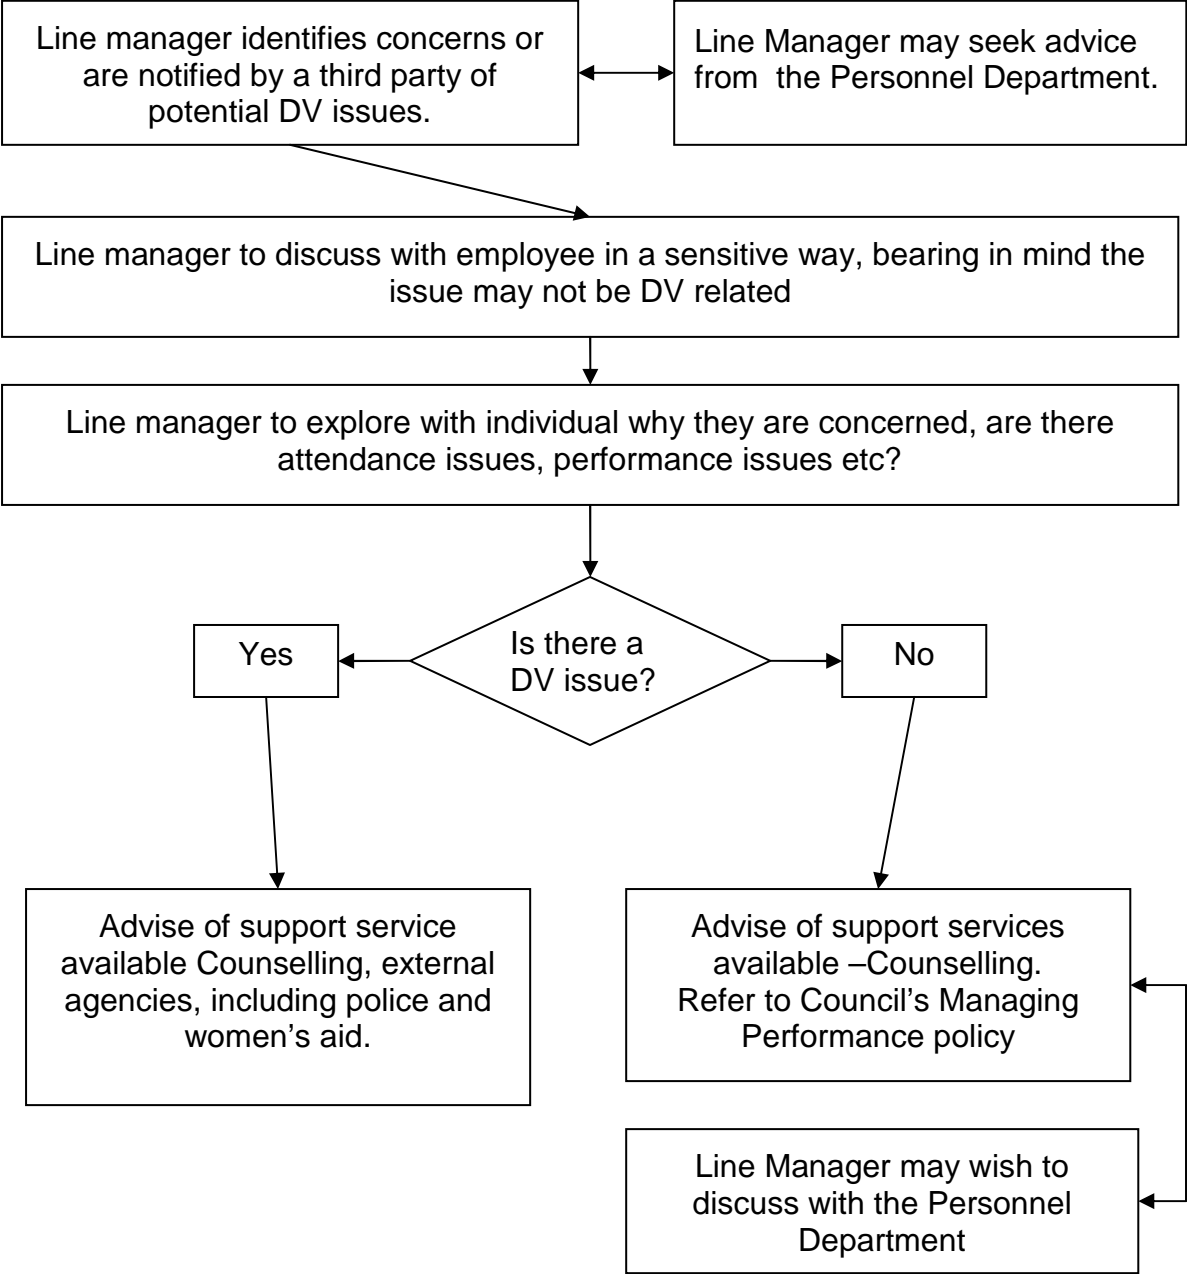 Line manager identifies concerns or
are notified by a third party of
potential DV issues.
Line Manager may seek advice
from  the Personnel Department.
Line manager to discuss with employee in a sensitive way, bearing in mind the
issue may not be DV related
Line manager to explore with individual why they are concerned, are there
attendance issues, performance issues etc?
Is there a
DV issue?
Yes
No
Advise of support service
available Counselling, external
agencies, including police and
women’s aid.
Advise of support services
available –Counselling.
Refer to Council’s Managing
Performance policy
Line Manager may wish to
discuss with the Personnel
Department